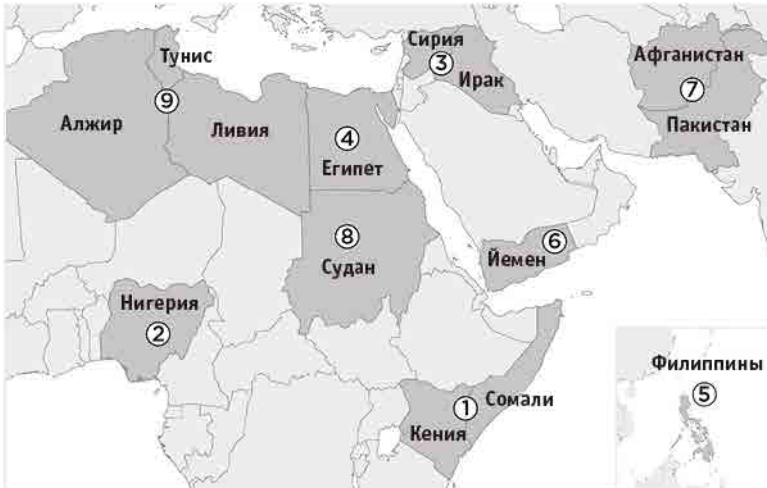 Сирия
③
Ирак
Афганистан
⑦
Пакистан
Тунис
⑨
Алжир
Ливия
④
Египет
⑧
Судан
⑥
Йемен
Нигерия
②
①
Сомали
Кения
Филиппины
⑤